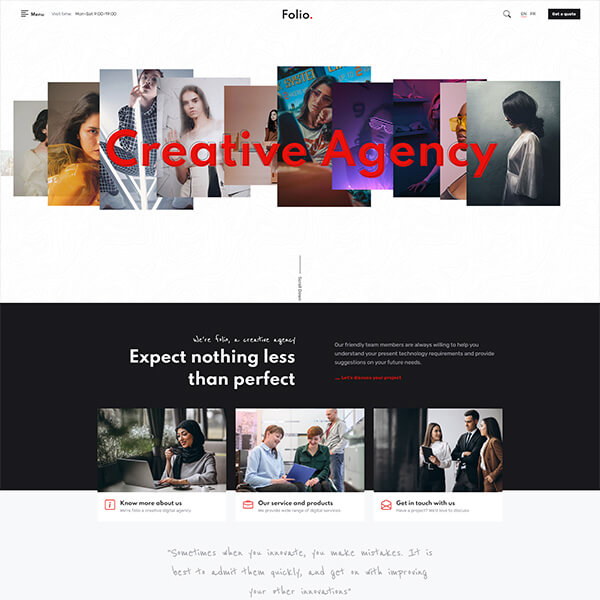 Menu Visit time: Mon-Sat 9:00-19:00 Folio. EN FR Get a quote
Creative Agency
Scroll Down
We're folio, a creative agency
Expect nothing less
than perfect
Our friendly team members are always willing to help you
understand your present technology requirements and provide
suggestions on your future needs.
Let's discuss your project
Know more about us
We're folio a creative digital agency
Our service and products
We provide wide range of digital services
Get in touch with us
Have a project? We'd love to discuss
"Sometimes when you innovate, you make mistakes. It is
best to admit them quickly, and get on with improving
your other innovations"